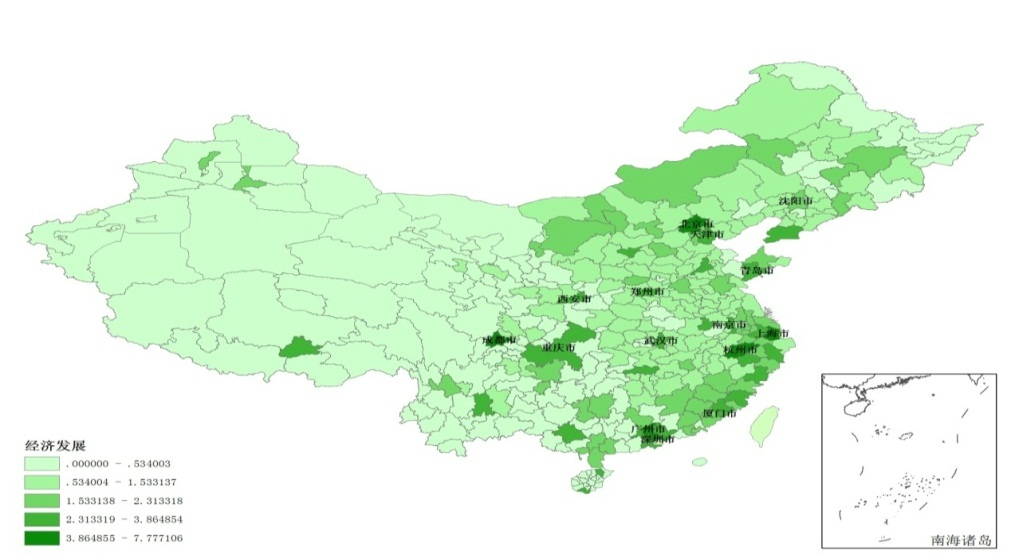 沈阳市
北京市
天津市
青岛市
郑州市
西安市
南京市
上海市
成都市
重庆市
武汉市
杭州市
厦门市
广州市
深圳市
经济发展
.000000 - .534003
.534004 - 1.533137
1.533138 - 2.313318
2.313319 - 3.864854
3.864855 - 7.777106
南海诸岛